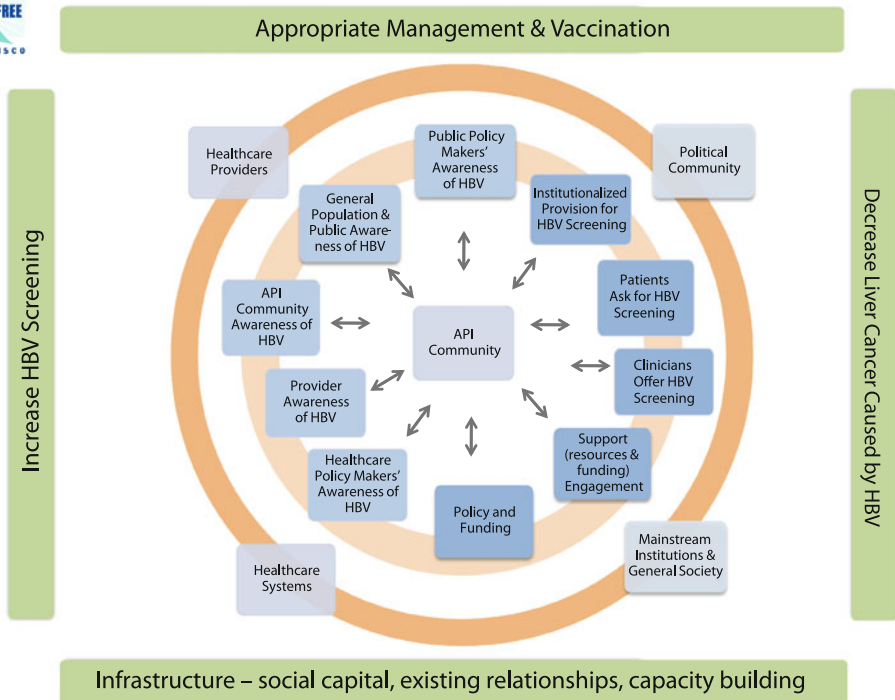 FREE
Appropriate Management & Vaccination
Healthcare
Providers
Public Policy
Makers'
Awareness
of HBV
Political
Community
General
Population &
Public Aware-
ness of HBV
Institutionalized
Provision for
HBV Screening
API
Community
Awareness of
HBV
Patients
Ask for HBV
Screening
API
Community
Provider
Awareness
of HBV
Clinicians
Offer HBV
Screening
Healthcare
Policy Makers'
Awareness of
HBV
Support
(resources &
funding)
Engagement
Policy and
Funding
Healthcare
Systems
Mainstream
Institutions &
General Society
Increase HBV Screening
Decrease Liver Cancer Caused by HBV
Infrastructure – social capital, existing relationships, capacity building